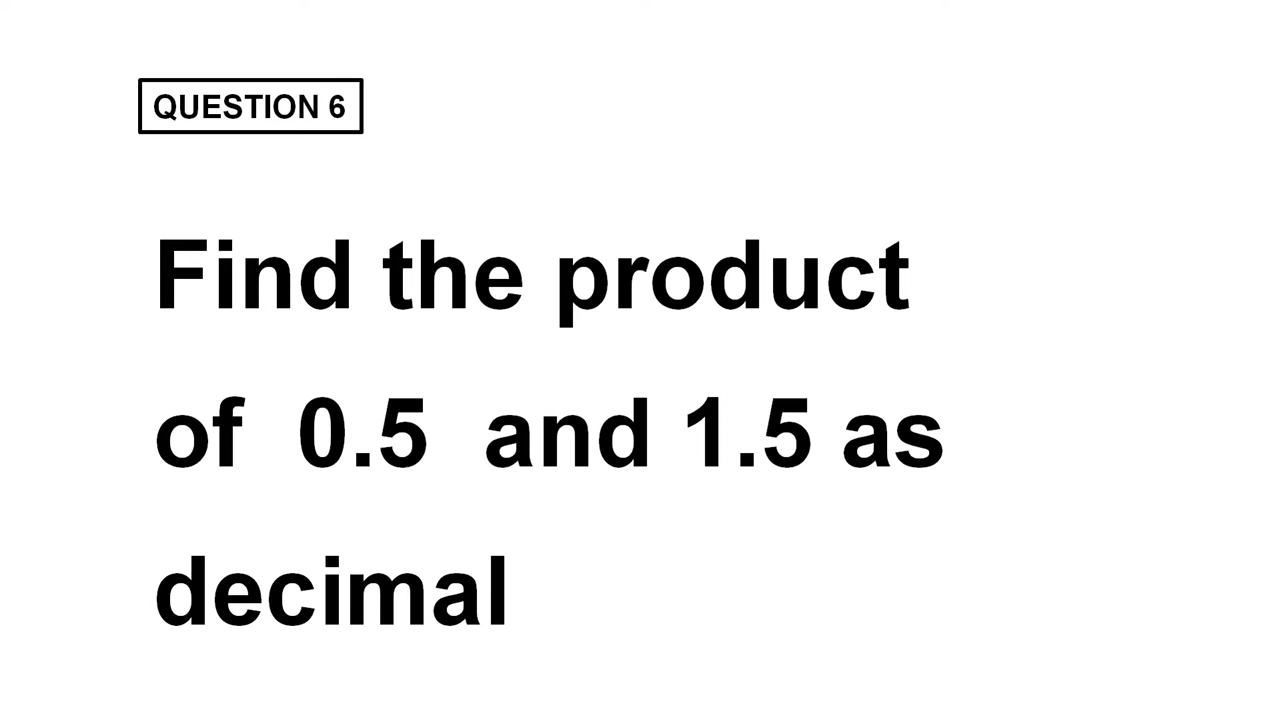 QUESTION 6
Find the product
of 0.5 and 1.5 as
decimal